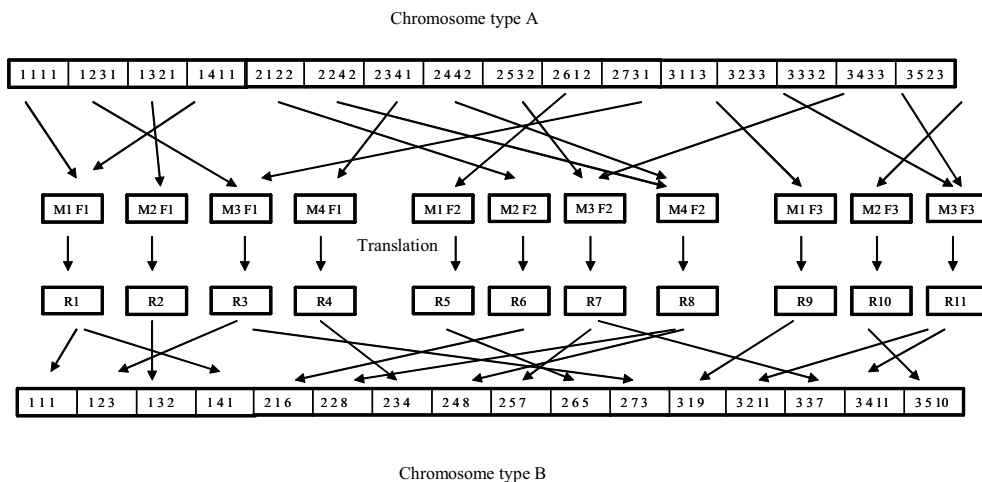 Chromosome type A
1 1 1 1 1 2 3 1 1 3 2 1 1 4 1 1 2 1 2 2 2 2 4 2 2 3 4 1 2 4 4 2 2 5 3 2 2 6 1 2 2 7 3 1 3 1 1 3 3 2 3 3 3 3 3 2 3 4 3 3 3 5 2 3
M1 F1 M2 F1 M3 F1 M4 F1 M1 F2 M2 F2 M3 F2 M4 F2 M1 F3 M2 F3 M3 F3
Translation
R1 R2 R3 R4 R5 R6 R7 R8 R9 R10 R11
1 1 1 1 2 3 1 3 2 1 4 1 2 1 6 2 2 8 2 3 4 2 4 8 2 5 7 2 6 5 2 7 3 3 1 9 3 2 11 3 3 7 3 4 11 3 5 10
Chromosome type B